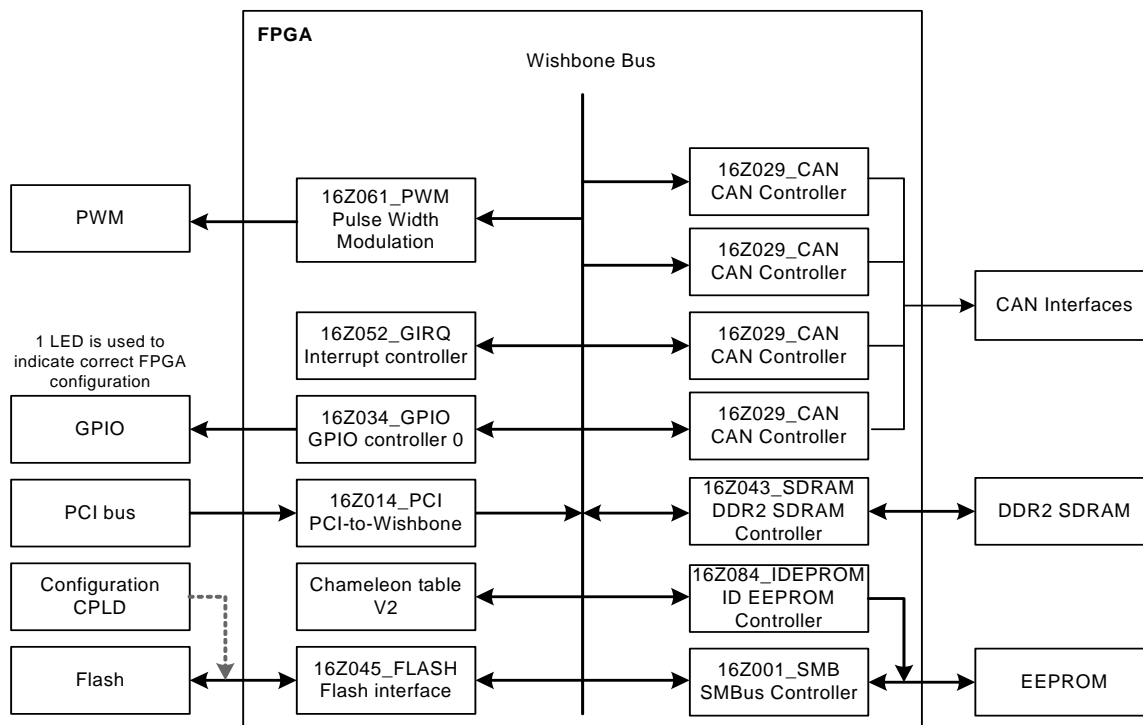 FPGA
Wishbone Bus
PWM
16Z061_PWM
Pulse Width
Modulation
16Z029_CAN
CAN Controller
16Z029_CAN
CAN Controller
CAN Interfaces
1 LED is used to
indicate correct FPGA
configuration
16Z052_GIRQ
Interrupt controller
16Z029_CAN
CAN Controller
GPIO
16Z034_GPIO
GPIO controller 0
16Z029_CAN
CAN Controller
PCI bus
16Z014_PCI
PCI-to-Wishbone
16Z043_SDRAM
DDR2 SDRAM
Controller
DDR2 SDRAM
Configuration
CPLD
Chameleon table
V2
16Z084_IDEPROM
ID EEPROM
Controller
Flash
16Z045_FLASH
Flash interface
16Z001_SMB
SMBus Controller
EEPROM